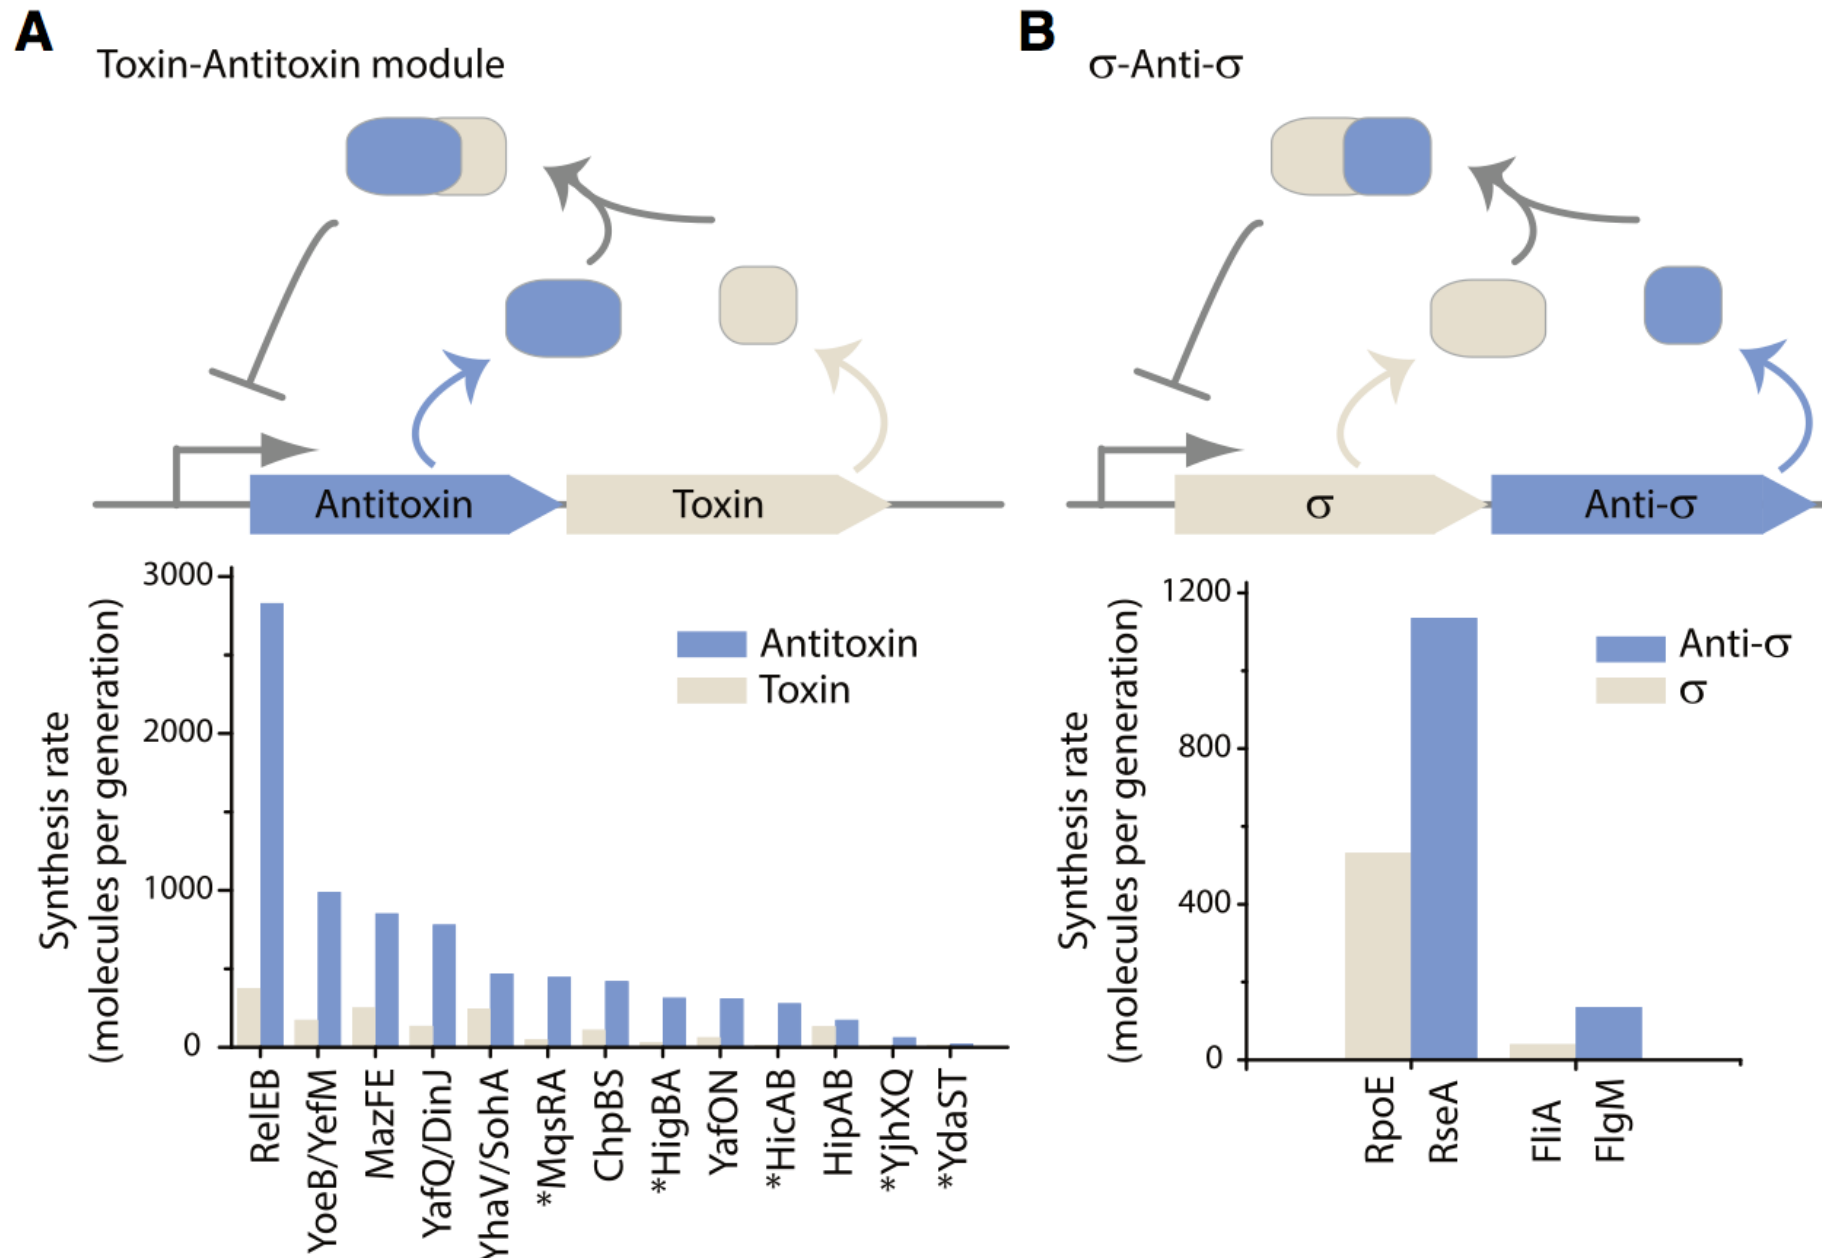 A
Toxin-Antitoxin module
Antitoxin
Toxin
3000
2000
1000
0
Synthesis rate
(molecules per generation)
Antitoxin
Toxin
RelEB
YoeB/YefM
MazFE
YafQ/DinJ
YhaV/SohA
*MqsRA
ChpBS
*HigBA
YafON
*HicAB
HipAB
*YjhXQ
*YdaST
B
σ-Anti-σ
σ
Anti-σ
1200
800
400
0
Synthesis rate
(molecules per generation)
Anti-σ
σ
RpoE
RseA
FliA
FlgM